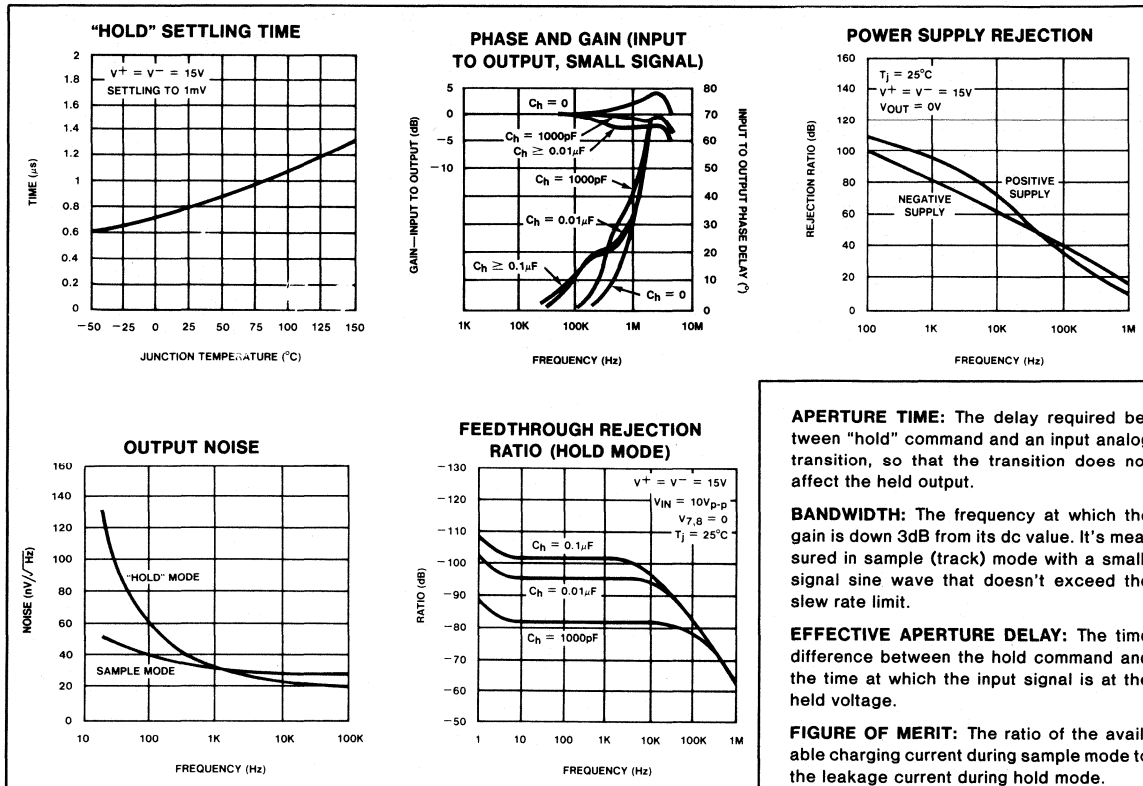 "HOLD" SETTLING TIME
2
1.8
1.6
1.4
1.2
1
0.8
0.6
0.4
0.2
0
V+ = V− = 15V
SETTLING TO 1mV
TIME (μs)
−50 −25 0 25 50 75 100 125 150
JUNCTION TEMPERATURE (°C)
PHASE AND GAIN (INPUT
TO OUTPUT, SMALL SIGNAL)
5
0
−5
−10
GAIN—INPUT TO OUTPUT (dB)
Ch = 0
Ch = 1000pF
Ch ≥ 0.01μF
Ch = 1000pF
Ch = 0.01μF
Ch ≥ 0.1μF
Ch = 0
80
70
60
50
40
30
20
10
0
INPUT TO OUTPUT PHASE DELAY (°)
1K 10K 100K 1M 10M
FREQUENCY (Hz)
POWER SUPPLY REJECTION
160
140
120
100
80
60
40
20
0
REJECTION RATIO (dB)
Tj = 25°C
V+ = V− = 15V
VOUT = 0V
POSITIVE
SUPPLY
NEGATIVE
SUPPLY
100 1K 10K 100K 1M
FREQUENCY (Hz)
OUTPUT NOISE
160
140
120
100
80
60
40
20
0
NOISE (nV/√Hz)
"HOLD" MODE
SAMPLE MODE
10 100 1K 10K 100K
FREQUENCY (Hz)
FEEDTHROUGH REJECTION
RATIO (HOLD MODE)
−130
−120
−110
−100
−90
−80
−70
−60
−50
RATIO (dB)
V+ = V− = 15V
VIN = 10Vp-p
V7,8 = 0
Tj = 25°C
Ch = 0.1μF
Ch = 0.01μF
Ch = 1000pF
1 10 100 1K 10K 100K 1M
FREQUENCY (Hz)
APERTURE TIME: The delay required be
tween "hold" command and an input analog
transition, so that the transition does no
affect the held output.
BANDWIDTH: The frequency at which the
gain is down 3dB from its dc value. It's mea
sured in sample (track) mode with a small
signal sine wave that doesn't exceed the
slew rate limit.
EFFECTIVE APERTURE DELAY: The time
difference between the hold command and
the time at which the input signal is at the
held voltage.
FIGURE OF MERIT: The ratio of the avail
able charging current during sample mode to
the leakage current during hold mode.